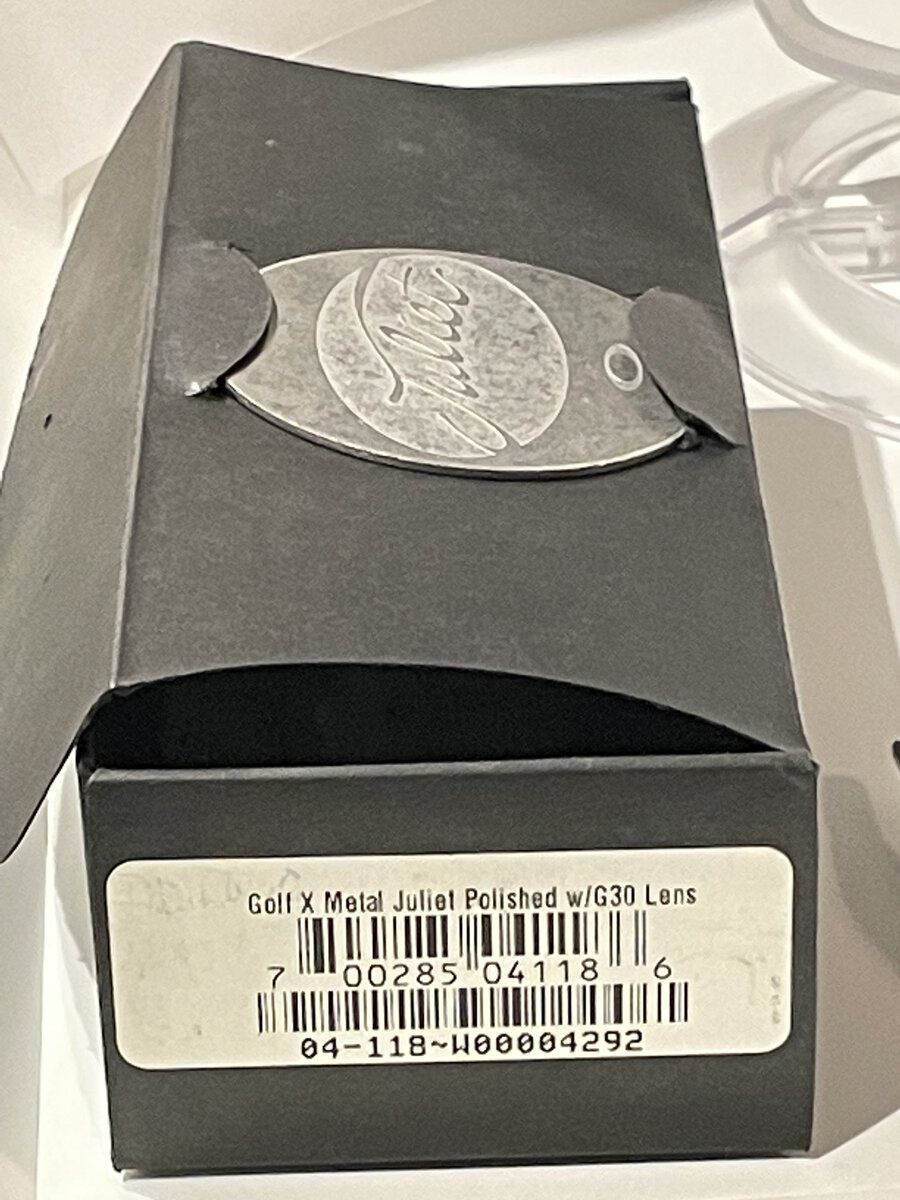 Juliet
Golf X Metal Juliet Polished w/G30 Lens
7 00285 04118 6
04-118~W00004292